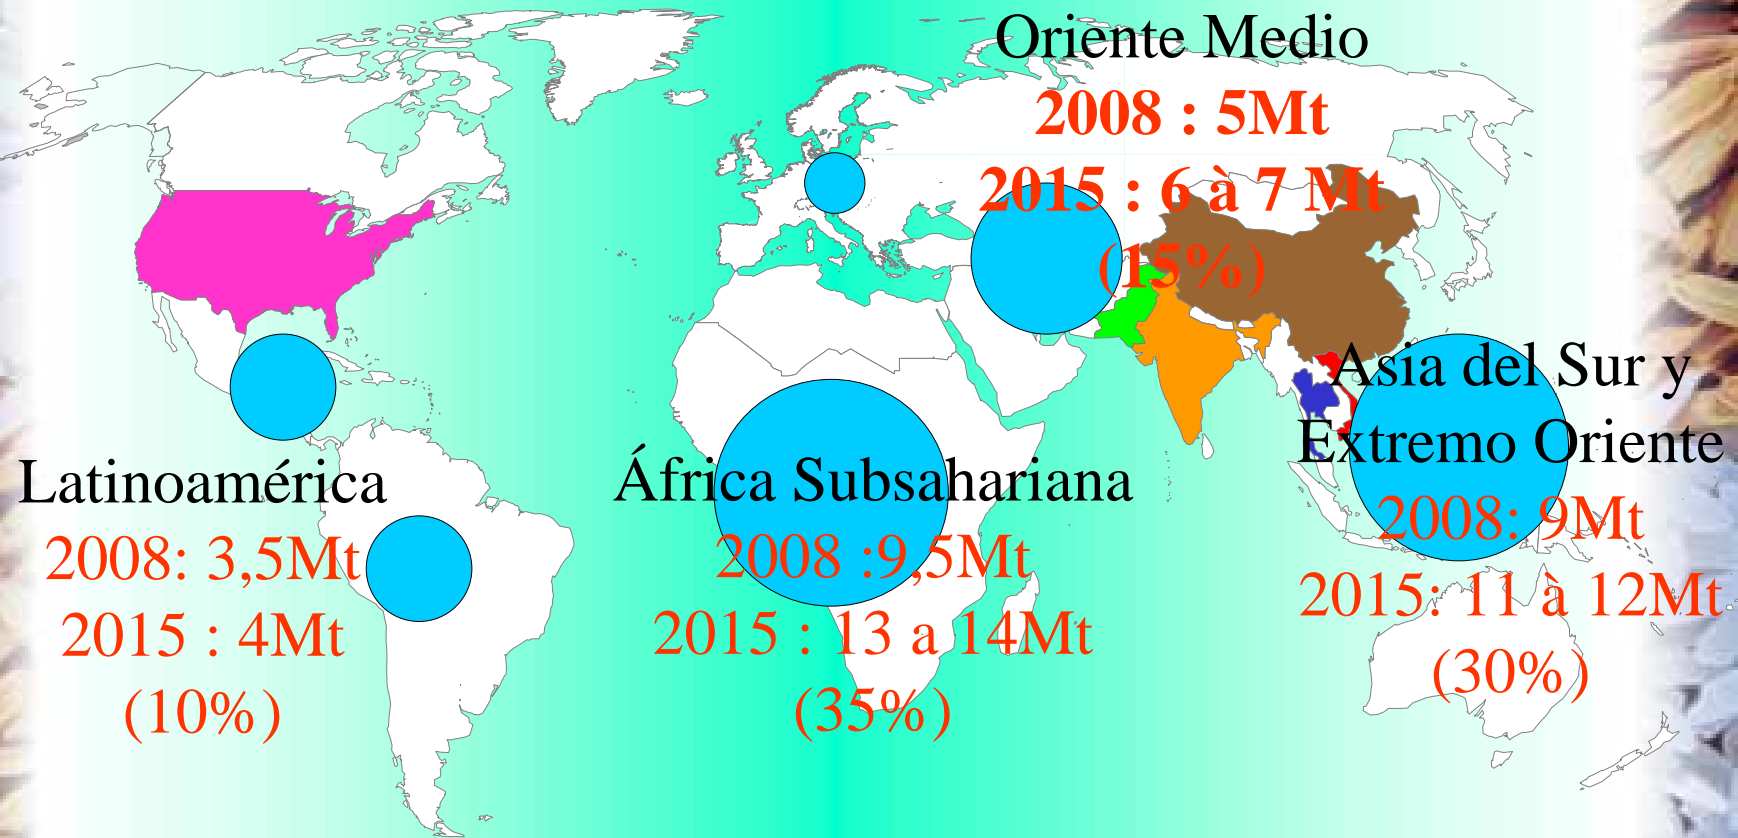 Oriente Medio
2008 : 5Mt
2015 : 6 à 7 Mt
(15%)
Asia del Sur y
Extremo Oriente
2008: 9Mt
2015: 11 à 12Mt
(30%)
Latinoamérica
2008: 3,5Mt
2015 : 4Mt
(10%)
África Subsahariana
2008 :9,5Mt
2015 : 13 a 14Mt
(35%)